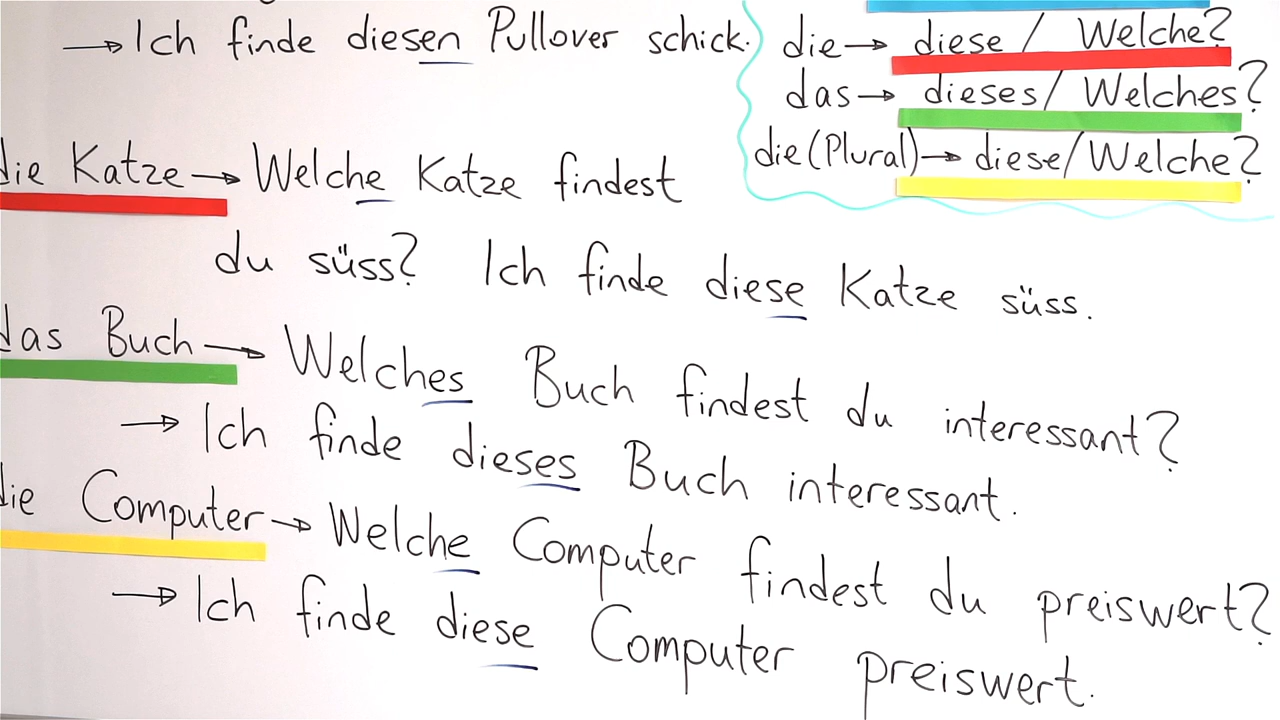 → Ich finde diesen Pullover schick.
die → diese / Welche?
das → dieses / Welches?
die (Plural) → diese / Welche?
die Katze → Welche Katze findest
du süss? Ich finde diese Katze süss.
das Buch → Welches Buch findest du interessant?
→ Ich finde dieses Buch interessant.
die Computer → Welche Computer findest du preiswert?
→ Ich finde diese Computer preiswert.